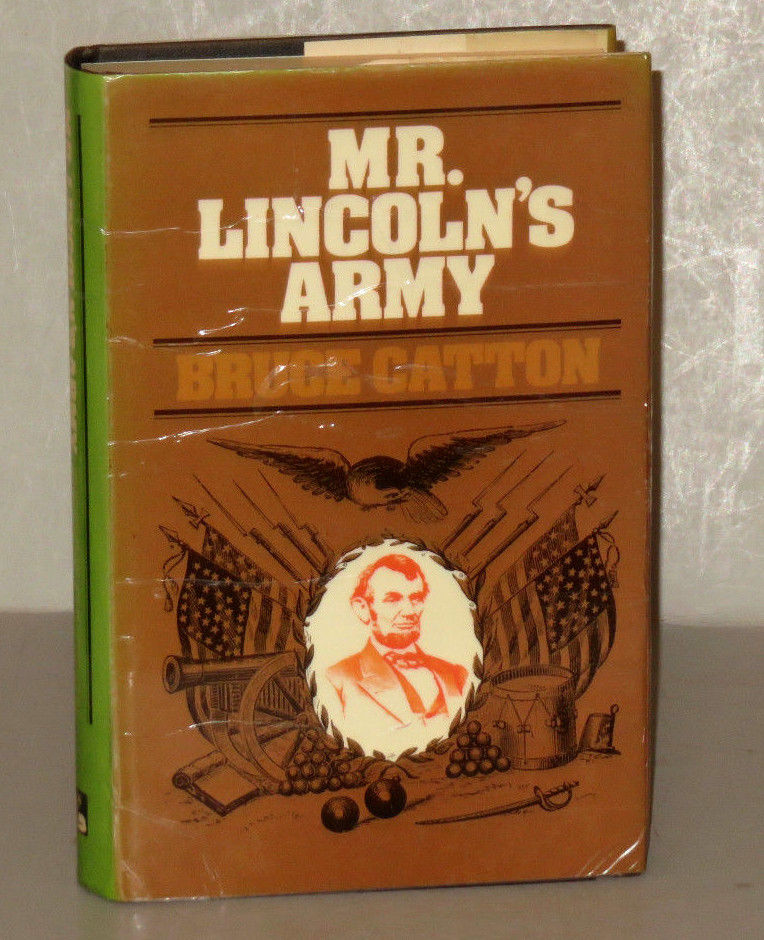 MR.
LINCOLN'S
ARMY
BRUCE CATTON